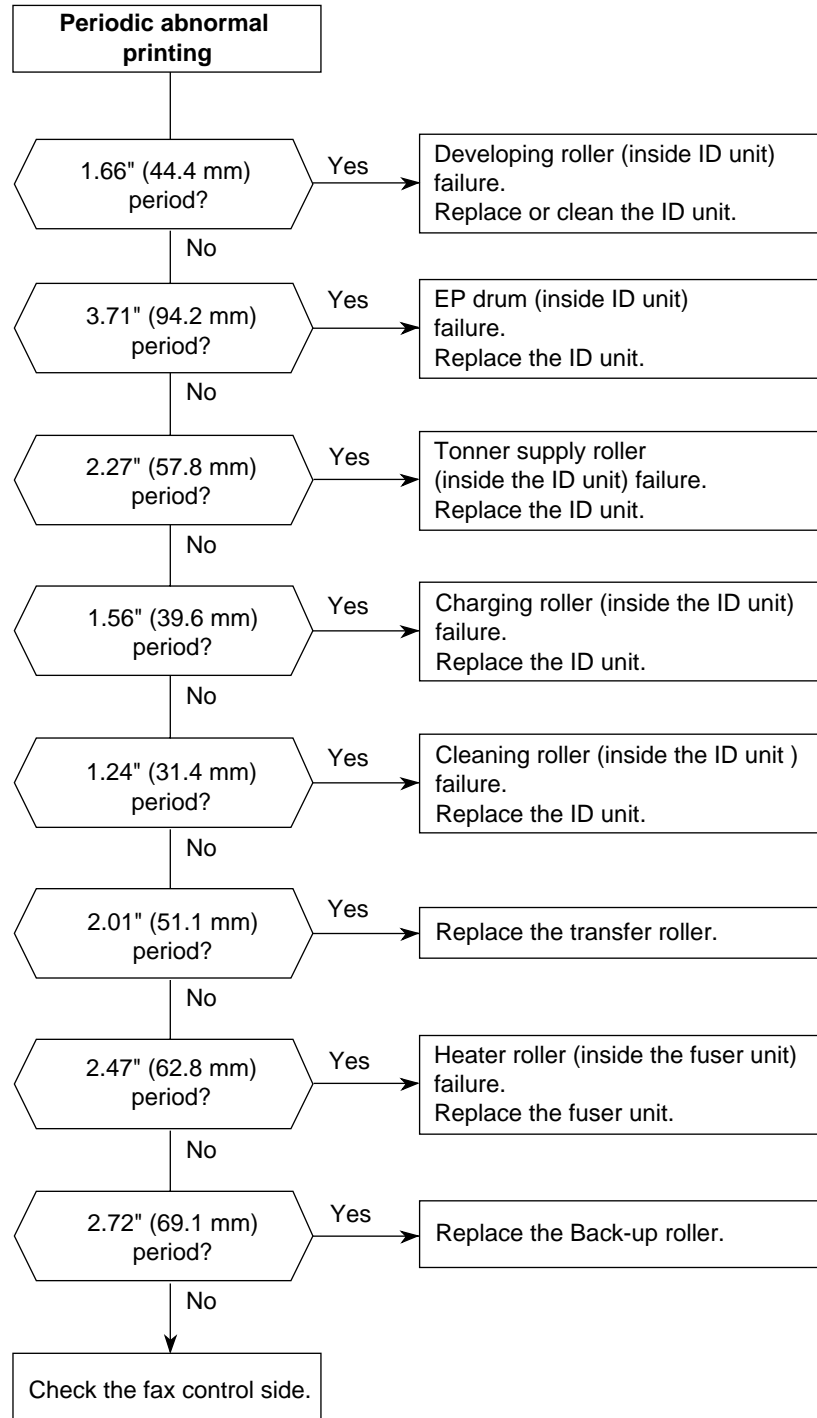 Periodic abnormal
printing
1.66" (44.4 mm)
period?
Yes
Developing roller (inside ID unit)
failure.
Replace or clean the ID unit.
No
3.71" (94.2 mm)
period?
Yes
EP drum (inside ID unit)
failure.
Replace the ID unit.
No
2.27" (57.8 mm)
period?
Yes
Tonner supply roller
(inside the ID unit) failure.
Replace the ID unit.
No
1.56" (39.6 mm)
period?
Yes
Charging roller (inside the ID unit)
failure.
Replace the ID unit.
No
1.24" (31.4 mm)
period?
Yes
Cleaning roller (inside the ID unit )
failure.
Replace the ID unit.
No
2.01" (51.1 mm)
period?
Yes
Replace the transfer roller.
No
2.47" (62.8 mm)
period?
Yes
Heater roller (inside the fuser unit)
failure.
Replace the fuser unit.
No
2.72" (69.1 mm)
period?
Yes
Replace the Back-up roller.
No
Check the fax control side.